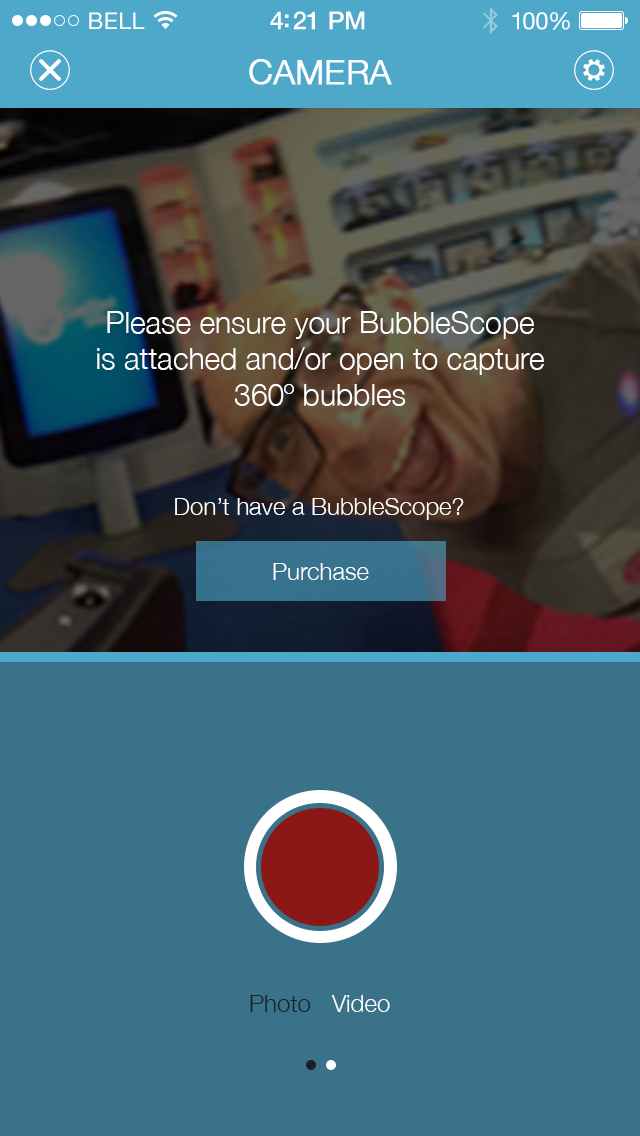 BELL 4:21 PM 100%
CAMERA
Please ensure your BubbleScope
is attached and/or open to capture
360º bubbles
Don't have a BubbleScope?
Purchase
Photo Video